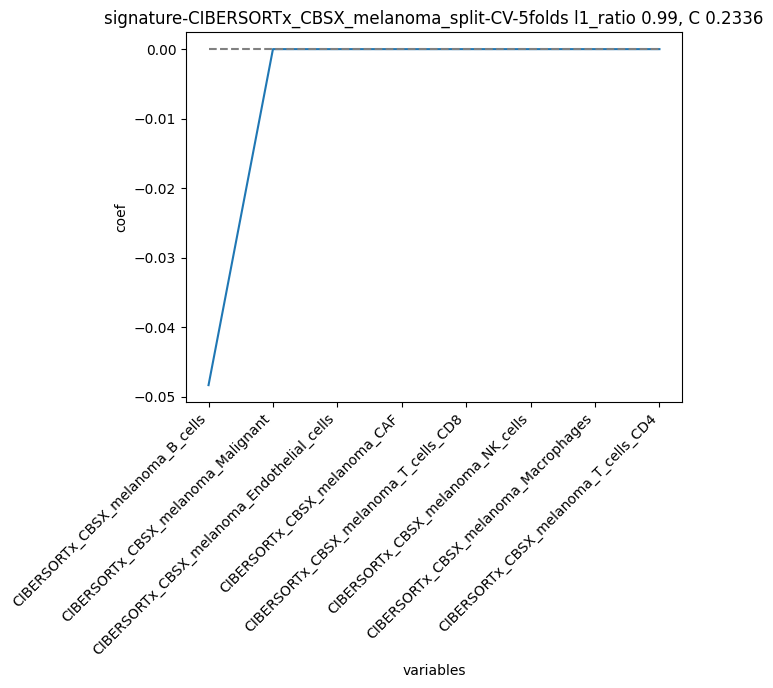 signature-CIBERSORTx_CBSX_melanoma_split-CV-5folds l1_ratio 0.99, C 0.2336
0.00
−0.01
−0.02
−0.03
−0.04
−0.05
coef
CIBERSORTx_CBSX_melanoma_B_cells
CIBERSORTx_CBSX_melanoma_Malignant
CIBERSORTx_CBSX_melanoma_Endothelial_cells
CIBERSORTx_CBSX_melanoma_CAF
CIBERSORTx_CBSX_melanoma_T_cells_CD8
CIBERSORTx_CBSX_melanoma_NK_cells
CIBERSORTx_CBSX_melanoma_Macrophages
CIBERSORTx_CBSX_melanoma_T_cells_CD4
variables